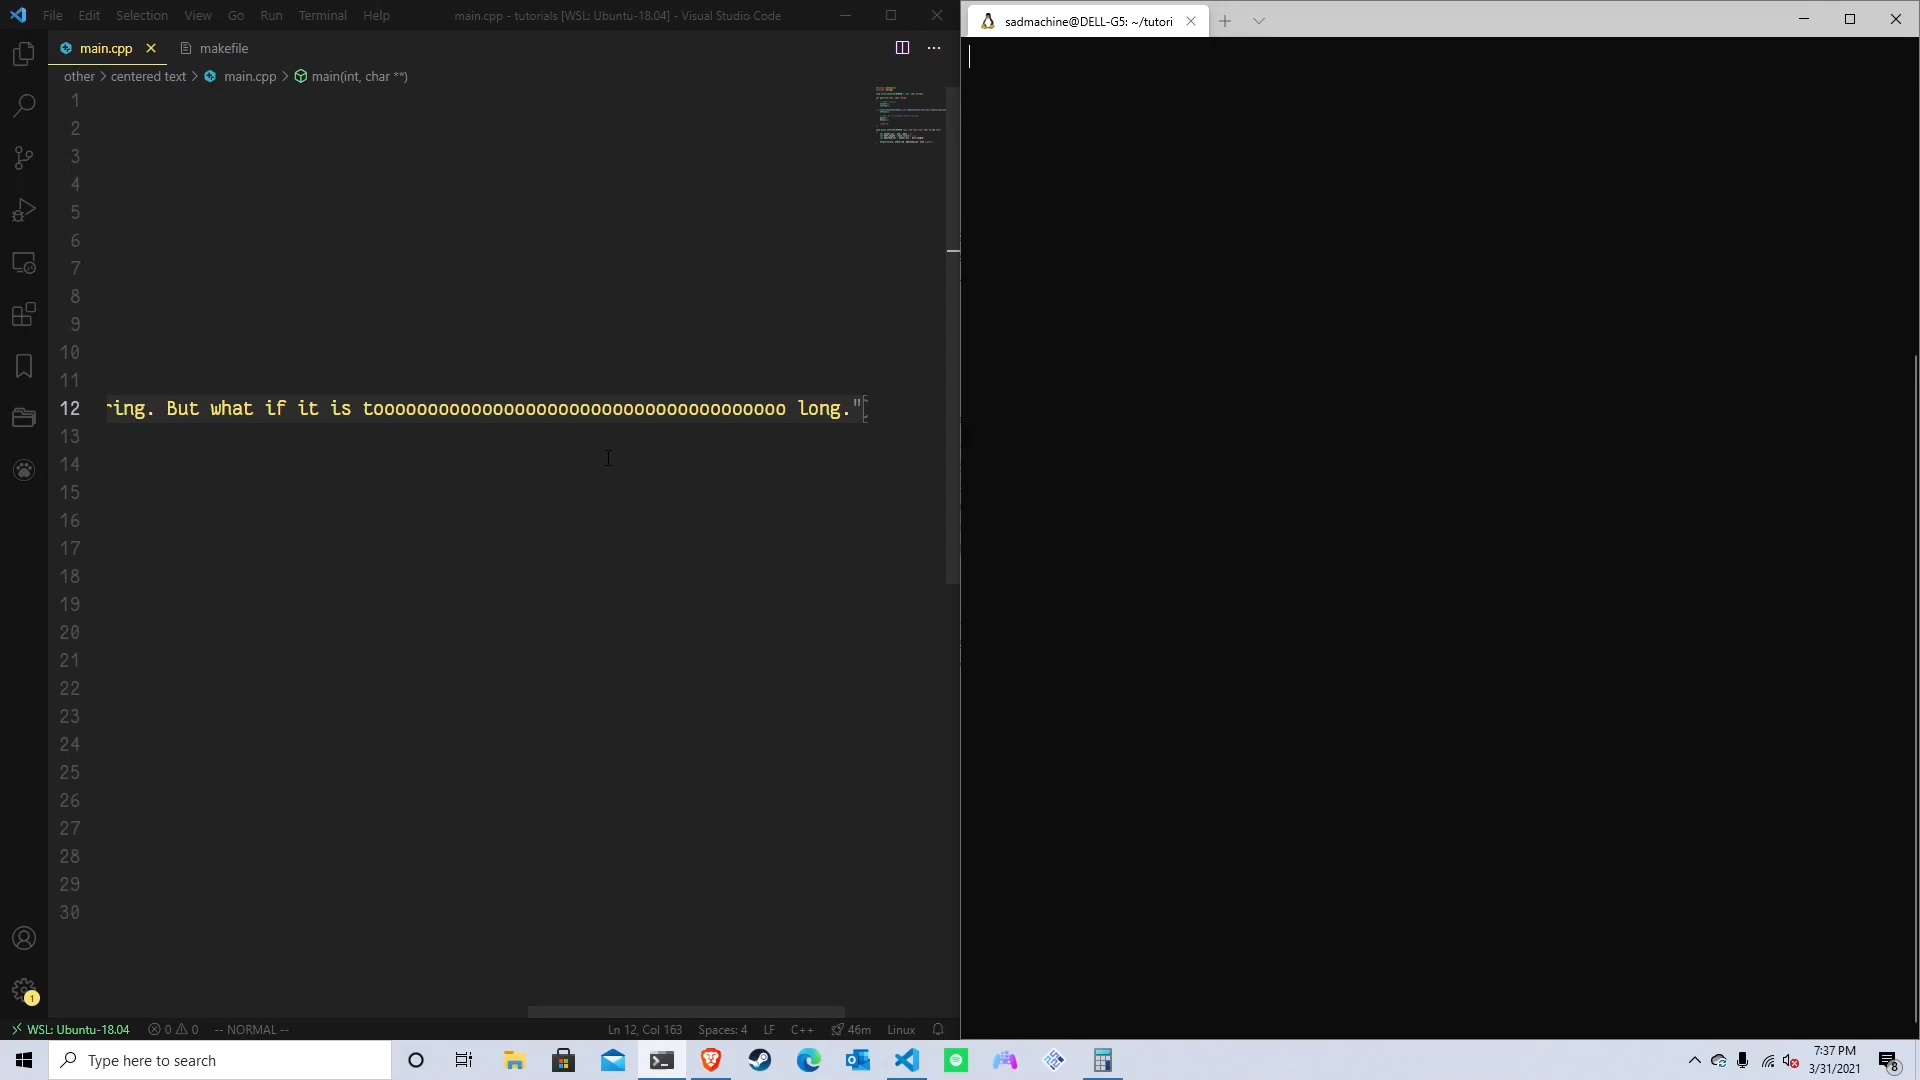 File Edit Selection View Go Run Terminal Help
main.cpp - tutorials [WSL: Ubuntu-18.04] - Visual Studio Code
main.cpp
makefile
other > centered text > main.cpp > main(int, char **)
1
2
3
4
5
6
7
8
9
10
11
12 ring. But what if it is toooooooooooooooooooooooooooooooooooooo long."
13
14
15
16
17
18
19
20
21
22
23
24
25
26
27
28
29
30
1
WSL: Ubuntu-18.04 0 0 -- NORMAL --
Ln 12, Col 163 Spaces: 4 LF C++ 46m Linux
sadmachine@DELL-G5: ~/tutori
Type here to search
7:37 PM
3/31/2021
8